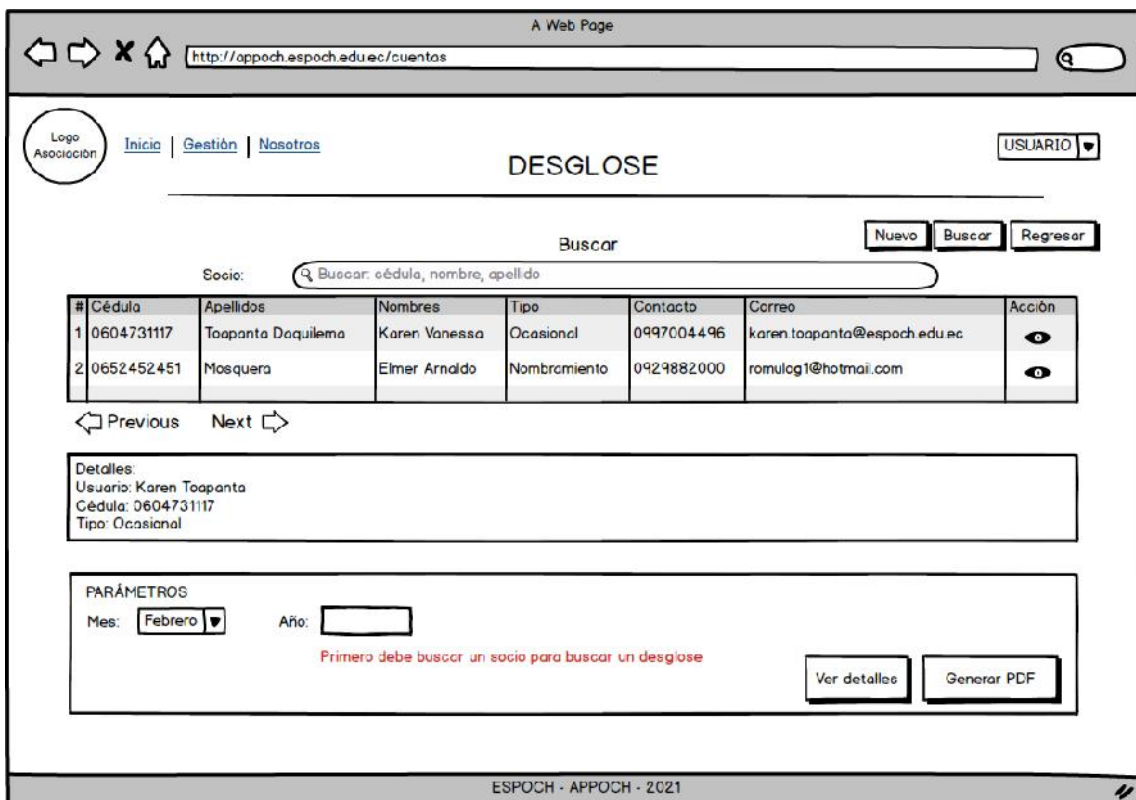 A Web Page
http://appoch.espoch.edu.ec/cuentas
Logo
Asociación
Inicio | Gestión | Nosotros
USUARIO
DESGLOSE
Nuevo Buscar Regresar
Buscar
Socio: Buscar: cédula, nombre, apellido
# Cédula Apellidos Nombres Tipo Contacto Correo Acción
1 0604731117 Toapanta Daquilema Karen Vanessa Ocasional 0997004496 karen.toapanta@espoch.edu.ec
2 0652452451 Mosquera Elmer Arnaldo Nombramiento 0929882000 romulog1@hotmail.com
Previous Next
Detalles:
Usuario: Karen Toapanta
Cédula: 0604731117
Tipo: Ocasional
PARÁMETROS
Mes: Febrero Año:
Primero debe buscar un socio para buscar un desglose
Ver detalles Generar PDF
ESPOCH - APPOCH - 2021